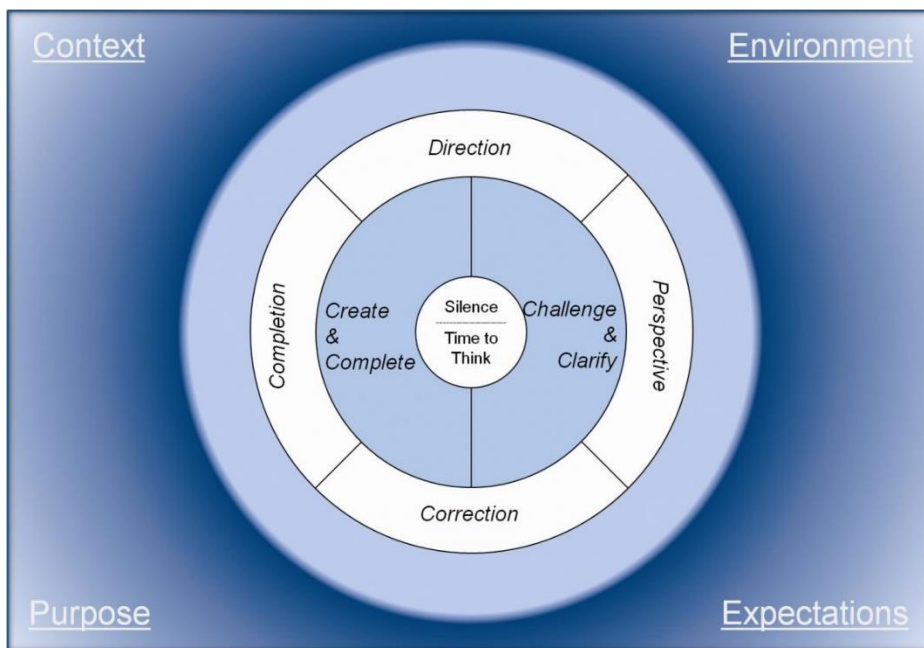 Context
Environment
Direction
Completion
Create
&
Complete
Silence
Time to
Think
Challenge
&
Clarify
Perspective
Correction
Purpose
Expectations